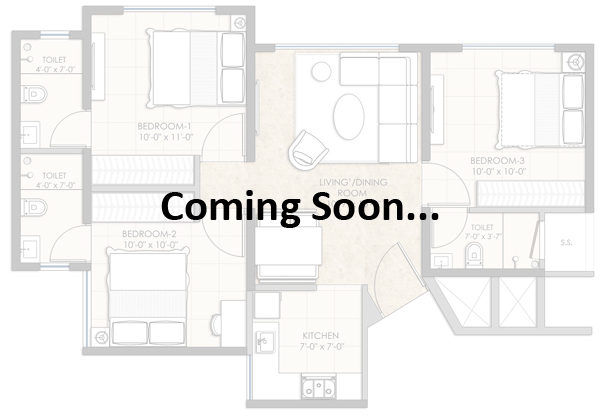 TOILET
4'-0" x 7'-0"
BEDROOM-1
10'-0" x 11'-0"
BEDROOM-3
10'-0" x 10'-0"
TOILET
4'-0" x 7'-0"
LIVING'/DINING
ROOM
Coming Soon...
BEDROOM-2
10'-0" x 10'-0"
TOILET
7'-0" x 3'-7"
S.S.
KITCHEN
7'-0" x 7'-0"